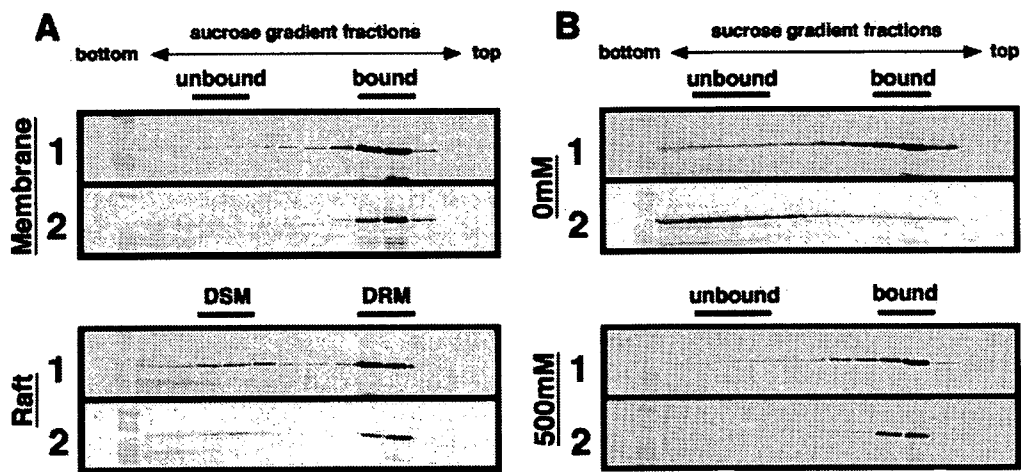 A
sucrose gradient fractions
bottom top
unbound bound
Membrane
1
2
DSM DRM
Raft
1
2
B
sucrose gradient fractions
bottom top
unbound bound
0mM
1
2
unbound bound
500mM
1
2